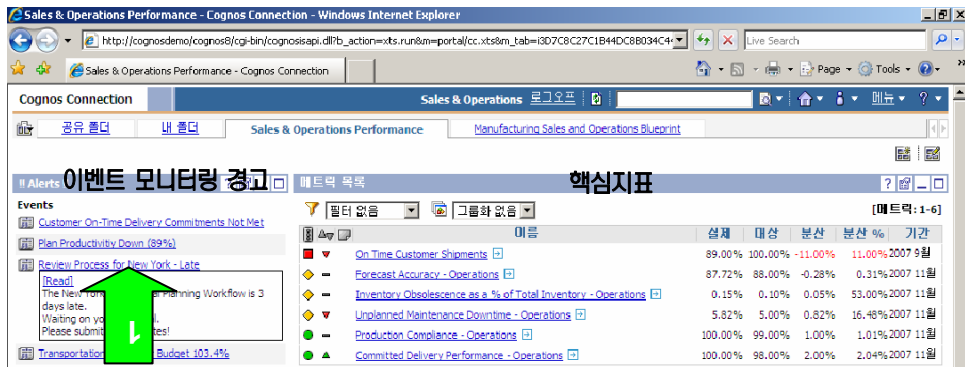 Sales & Operations Performance - Cognos Connection - Windows Internet Explorer
http://cognosdemo/cognos8/cgi-bin/cognosisapi.dll?b_action=xts.run&m=portal/cc.xts&m_tab=i3D7C8C27C1B44DC8B034C4
Live Search
Sales & Operations Performance - Cognos Connection
Page Tools
Cognos Connection
Sales & Operations 로그오프
메뉴 ?
공유 폴더 내 폴더 Sales & Operations Performance Manufacturing Sales and Operations Blueprint
!! Alerts 이벤트 모니터링 경고
Events
Customer On-Time Delivery Commitments Not Met
Plan Productivitiy Down (89%)
Review Process for New York - Late
[Read]
The New Planning Workflow is 3
days late.
Waiting on
Please submit
Transportation Budget 103.4%
1
메트릭 목록 핵심지표
필터 없음 그룹화 없음 [메트릭:1-6]
이름 실제 대상 분산 분산 % 기간
On Time Customer Shipments 89.00% 100.00% -11.00% 11.00% 2007 9월
Forecast Accuracy - Operations 87.72% 88.00% -0.28% 0.31% 2007 11월
Inventory Obsolescence as a % of Total Inventory - Operations 0.15% 0.10% 0.05% 53.00% 2007 11월
Unplanned Maintenance Downtime - Operations 5.82% 5.00% 0.82% 16.48% 2007 11월
Production Compliance - Operations 100.00% 99.00% 1.00% 1.01% 2007 11월
Committed Delivery Performance - Operations 100.00% 98.00% 2.00% 2.04% 2007 11월